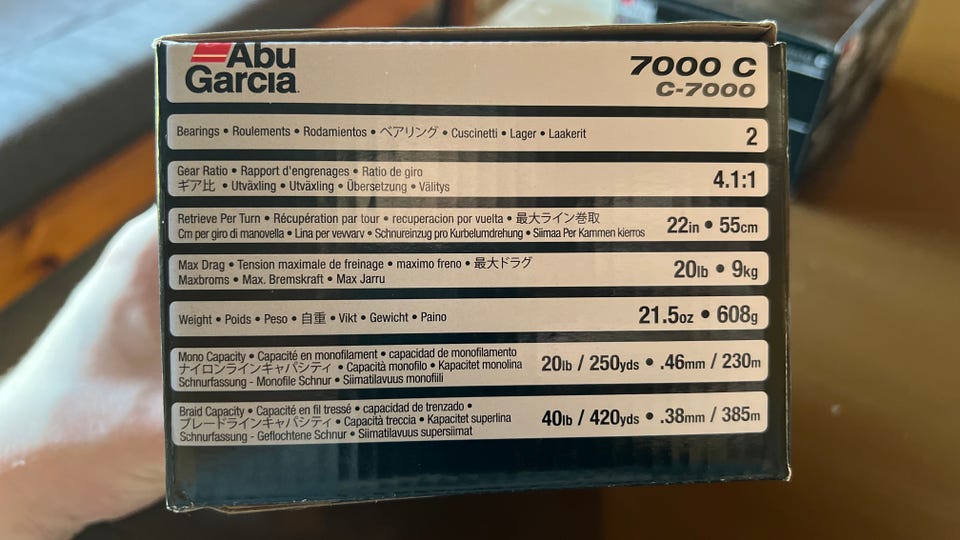 Abu
Garcia
7000 C
C-7000
Bearings • Roulements • Rodamientos • ベアリング • Cuscinetti • Lager • Laakerit
2
Gear Ratio • Rapport d'engrenages • Ratio de giro
ギア比 • Utväxling • Utväxling • Übersetzung • Välitys
4.1:1
Retrieve Per Turn • Récupération par tour • recuperacion por vuelta • 最大ライン巻取
Cm per giro di manovella • Lina per vevvarv • Schnureinzug pro Kurbelumdrehung • Siimaa Per Kammen kierros
22in • 55cm
Max Drag • Tension maximale de freinage • maximo freno • 最大ドラグ
Maxbroms • Max. Bremskraft • Max Jarru
20lb • 9kg
Weight • Poids • Peso • 自重 • Vikt • Gewicht • Paino
21.5oz • 608g
Mono Capacity • Capacité en monofilament • capacidad de monofilamento
ナイロンラインキャパシティ • Capacità monofilo • Kapacitet monolina
Schnurfassung - Monofile Schnur • Siimatilavuus monofiili
20lb / 250yds • .46mm / 230m
Braid Capacity • Capacité en fil tressé • capacidad de trenzado •
ブレードラインキャパシティ • Capacità treccia • Kapacitet superlina
Schnurfassung - Geflochtene Schnur • Siimatilavuus supersiimat
40lb / 420yds • .38mm / 385m